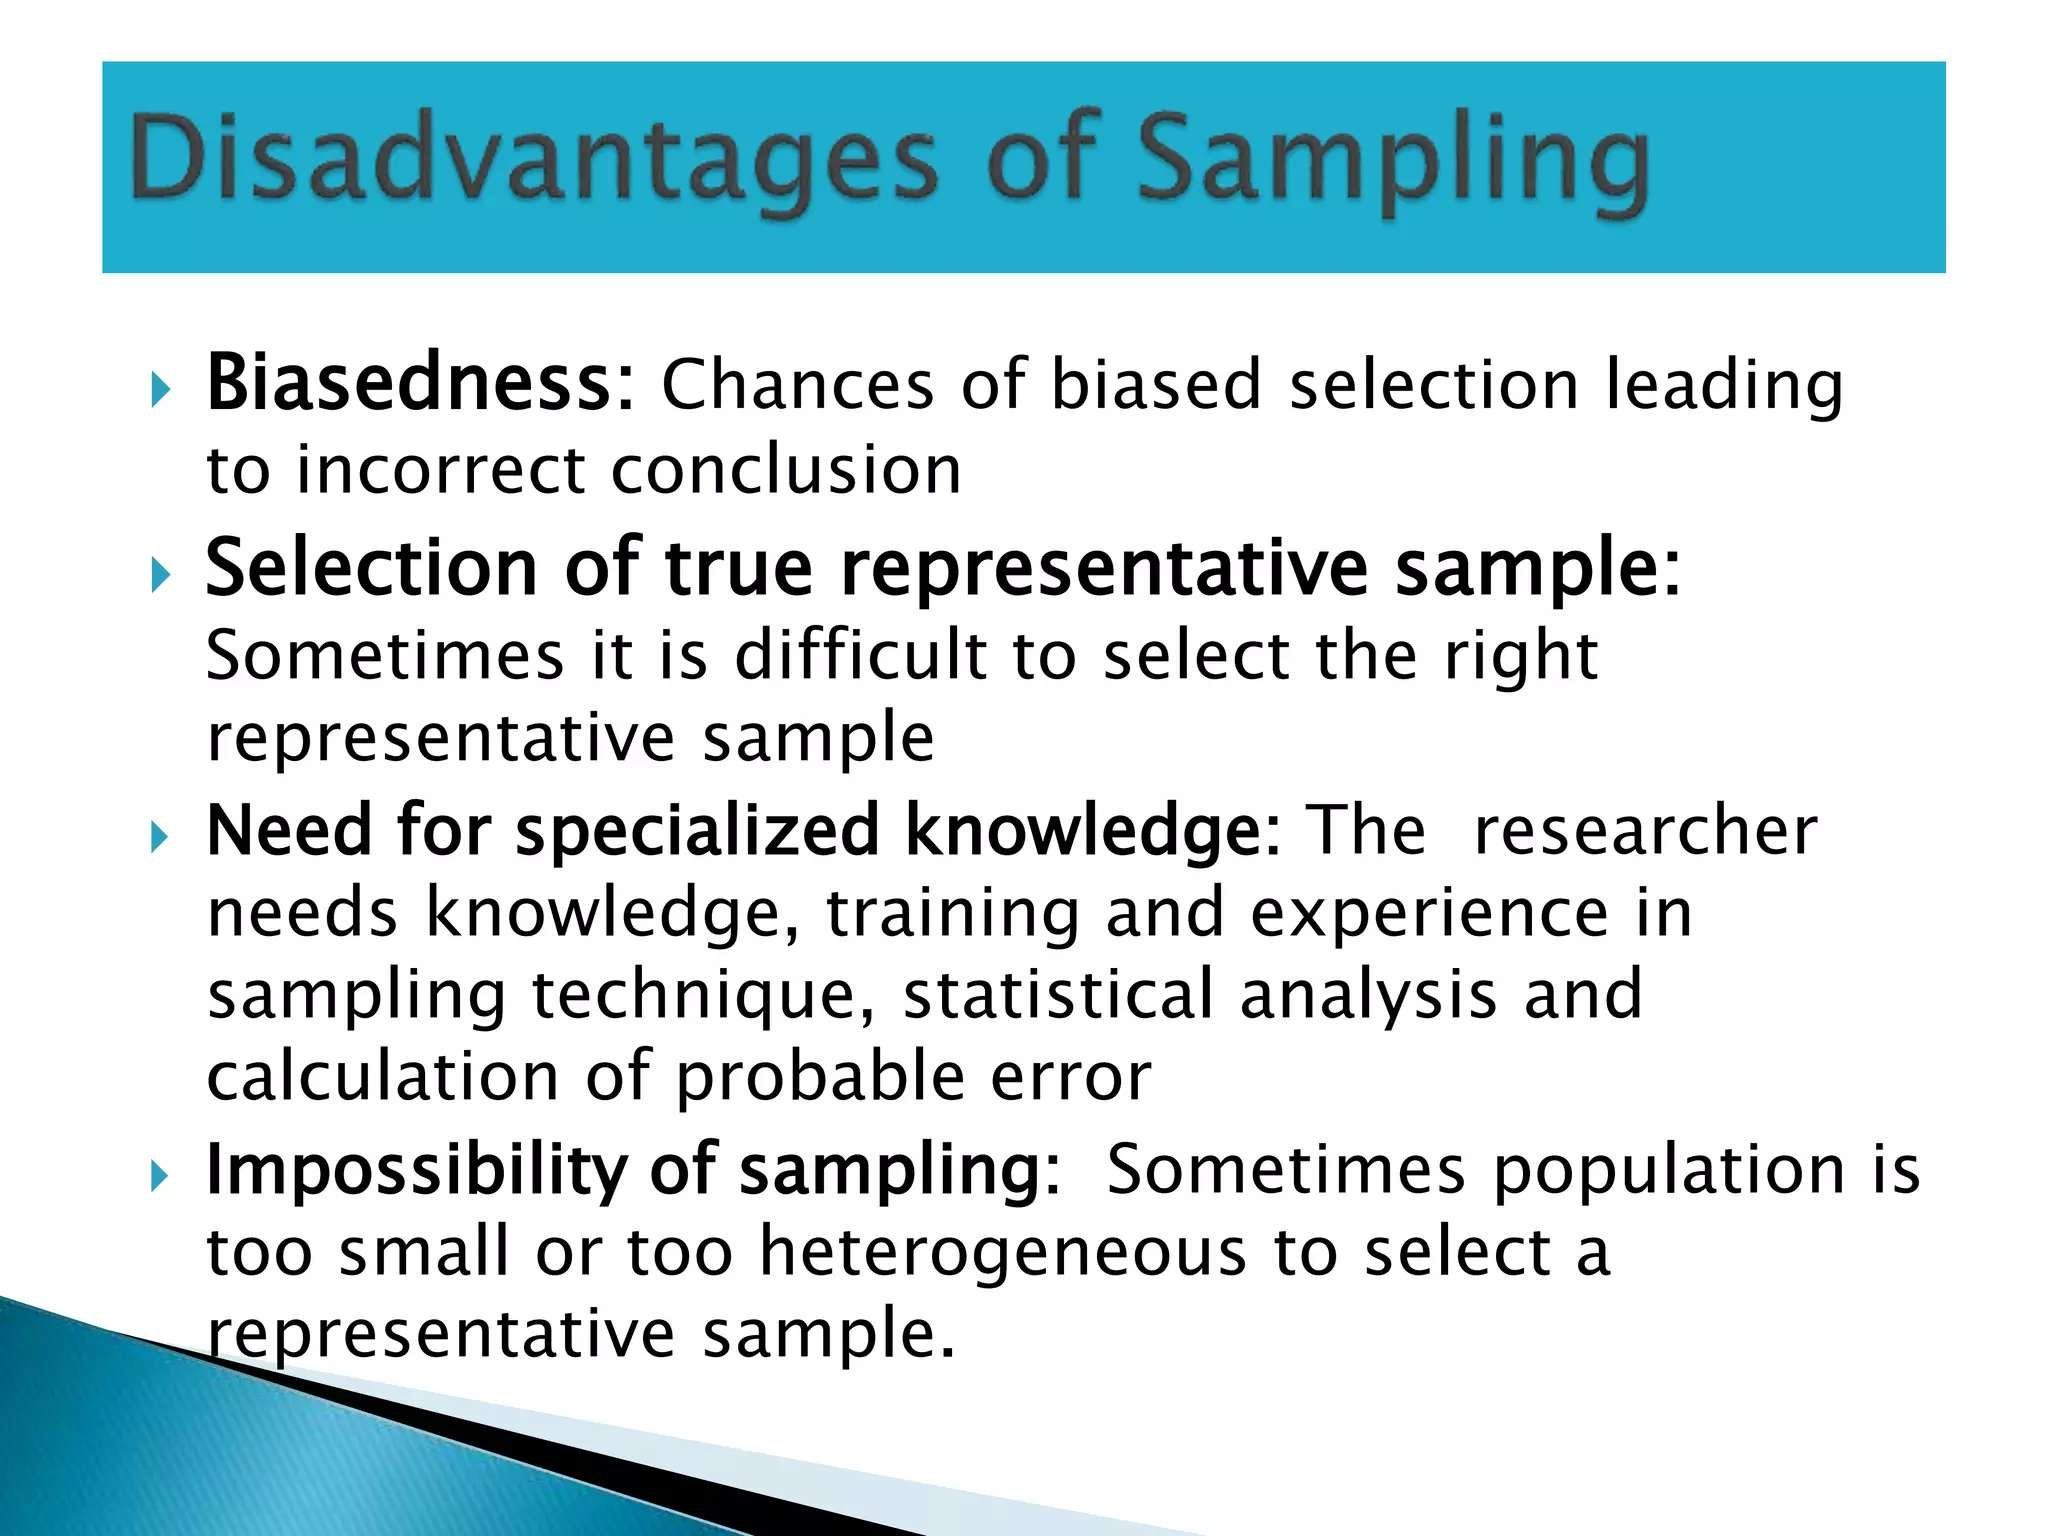 Disadvantages of Sampling
Biasedness: Chances of biased selection leading
to incorrect conclusion
Selection of true representative sample:
Sometimes it is difficult to select the right
representative sample
Need for specialized knowledge: The  researcher
needs knowledge, training and experience in
sampling technique, statistical analysis and
calculation of probable error
Impossibility of sampling:  Sometimes population is
too small or too heterogeneous to select a
representative sample.